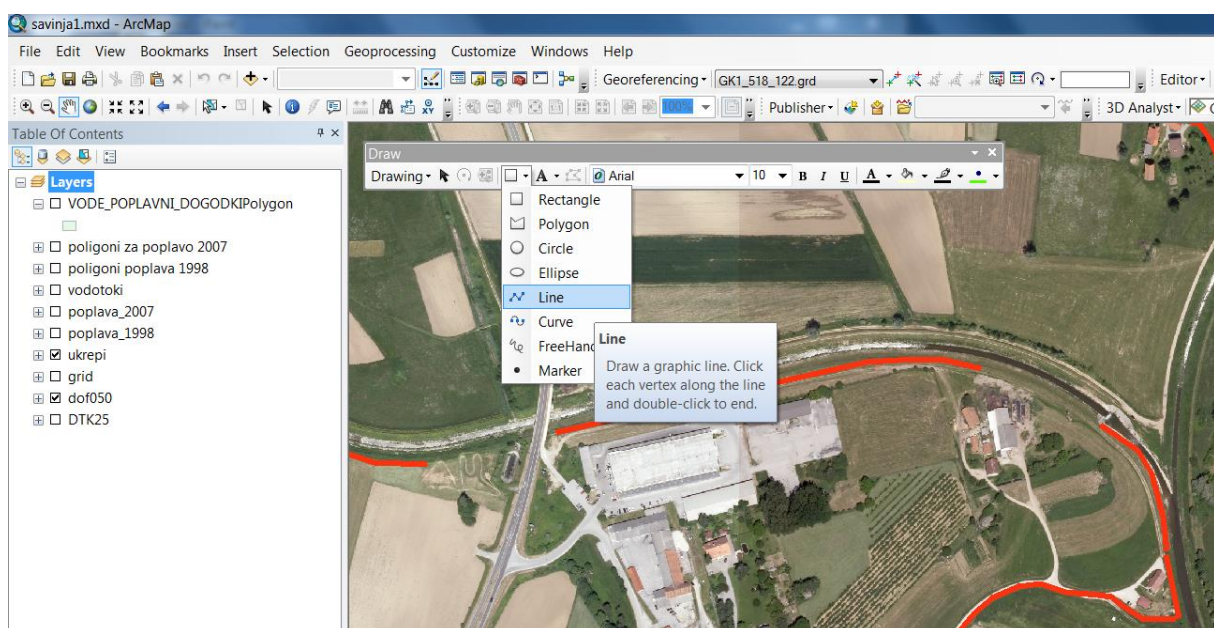 savinja1.mxd - ArcMap
File Edit View Bookmarks Insert Selection Geoprocessing Customize Windows Help
Georeferencing GK1_518_122.grd Editor
100% Publisher 3D Analyst
Table Of Contents
Layers
VODE_POPLAVNI_DOGODKIPolygon
poligoni za poplavo 2007
poligoni poplava 1998
vodotoki
poplava_2007
poplava_1998
ukrepi
grid
dof050
DTK25
Draw
Drawing A Arial 10 B I U A
Rectangle
Polygon
Circle
Ellipse
Line
Curve
FreeHand
Marker
Line
Draw a graphic line. Click
each vertex along the line
and double-click to end.